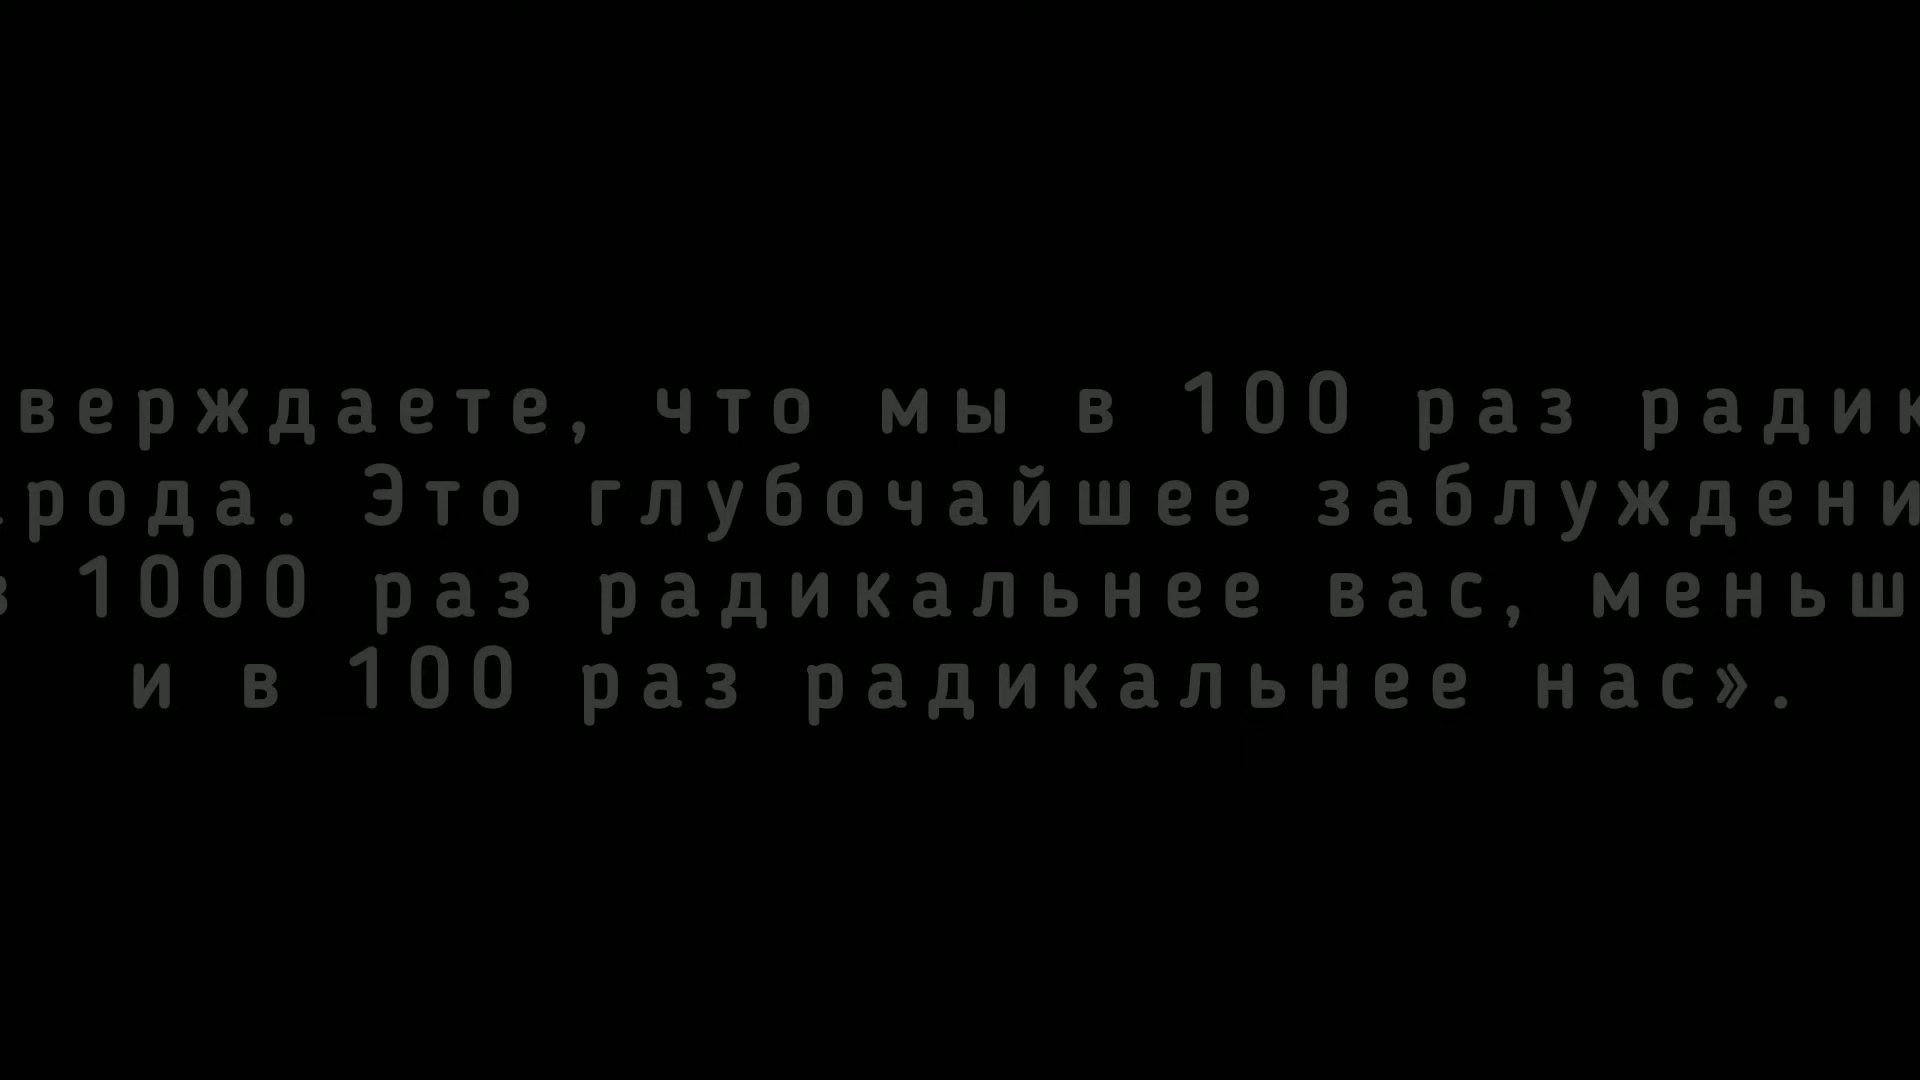 верждаете, что мы в 100 раз радик
рода. Это глубочайшее заблуждени
в 1000 раз радикальнее вас, меньш
и в 100 раз радикальнее нас».